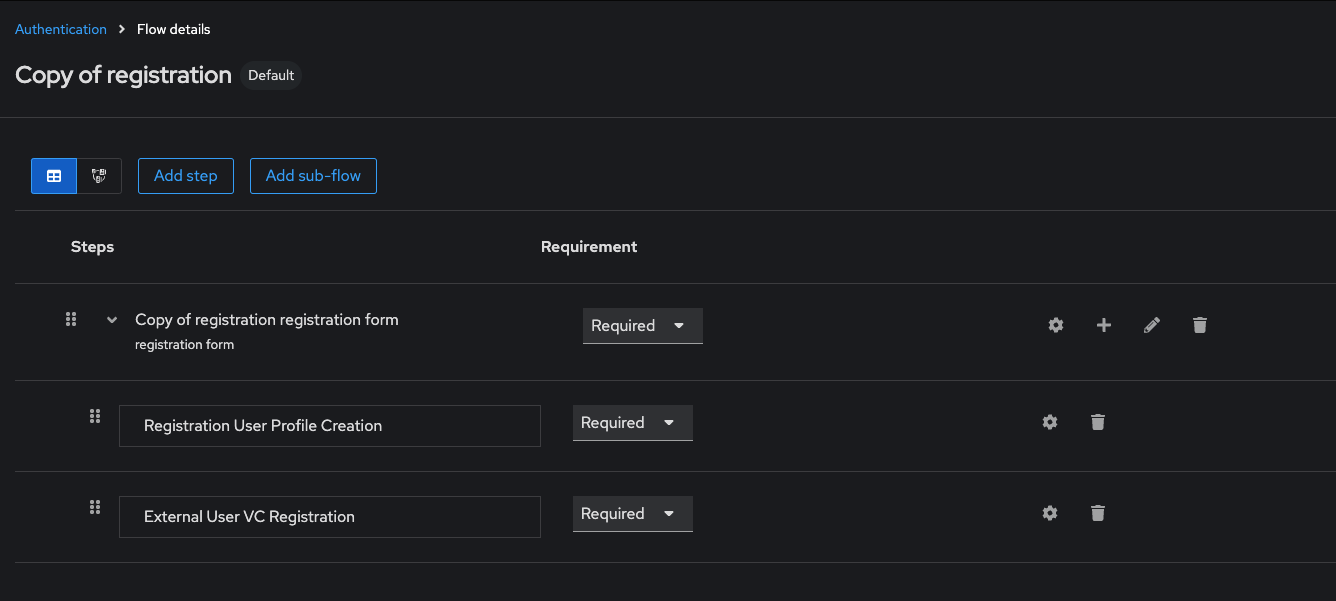 Authentication > Flow details
Copy of registration Default
Add step Add sub-flow
Steps Requirement
Copy of registration registration form Required
registration form
Registration User Profile Creation Required
External User VC Registration Required